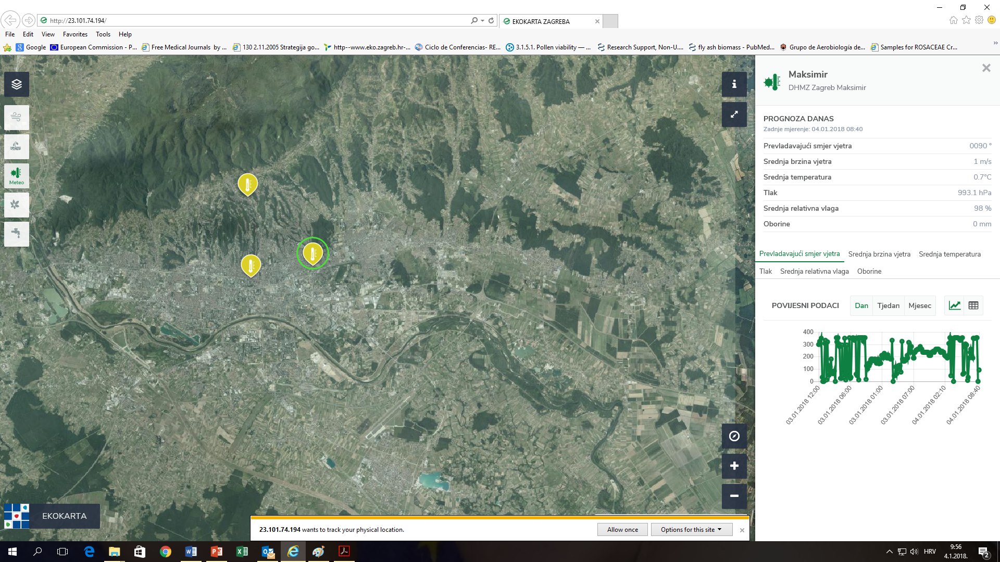 http://23.101.74.194/
EKOKARTA ZAGREBA
File Edit View Favorites Tools Help
Google European Commission - P... Free Medical Journals by ... 130 2.11.2005 Strategija go... http--www.eko.zagreb.hr-... Ciclo de Conferencias- RE... 3.1.5.1. Pollen viability — ... Research Support, Non-U.... fly ash biomass - PubMed... Grupo de Aerobiología de... Samples for ROSACEAE Cr...
Meteo
Maksimir
DHMZ Zagreb Maksimir
PROGNOZA DANAS
Zadnje mjerenje: 04.01.2018 08:40
Prevladavajući smjer vjetra 0090 °
Srednja brzina vjetra 1 m/s
Srednja temperatura 0.7°C
Tlak 993.1 hPa
Srednja relativna vlaga 98 %
Oborine 0 mm
Prevladavajući smjer vjetra Srednja brzina vjetra Srednja temperatura
Tlak Srednja relativna vlaga Oborine
POVIJESNI PODACI Dan Tjedan Mjesec
400
300
200
100
0
03.01.2018 12:00 03.01.2018 06:00 03.01.2018 01:00 03.01.2018 07:00 04.01.2018 02:10 04.01.2018 08:40
EKOKARTA
23.101.74.194 wants to track your physical location. Allow once Options for this site
HRV
9:56
4.1.2018.
2